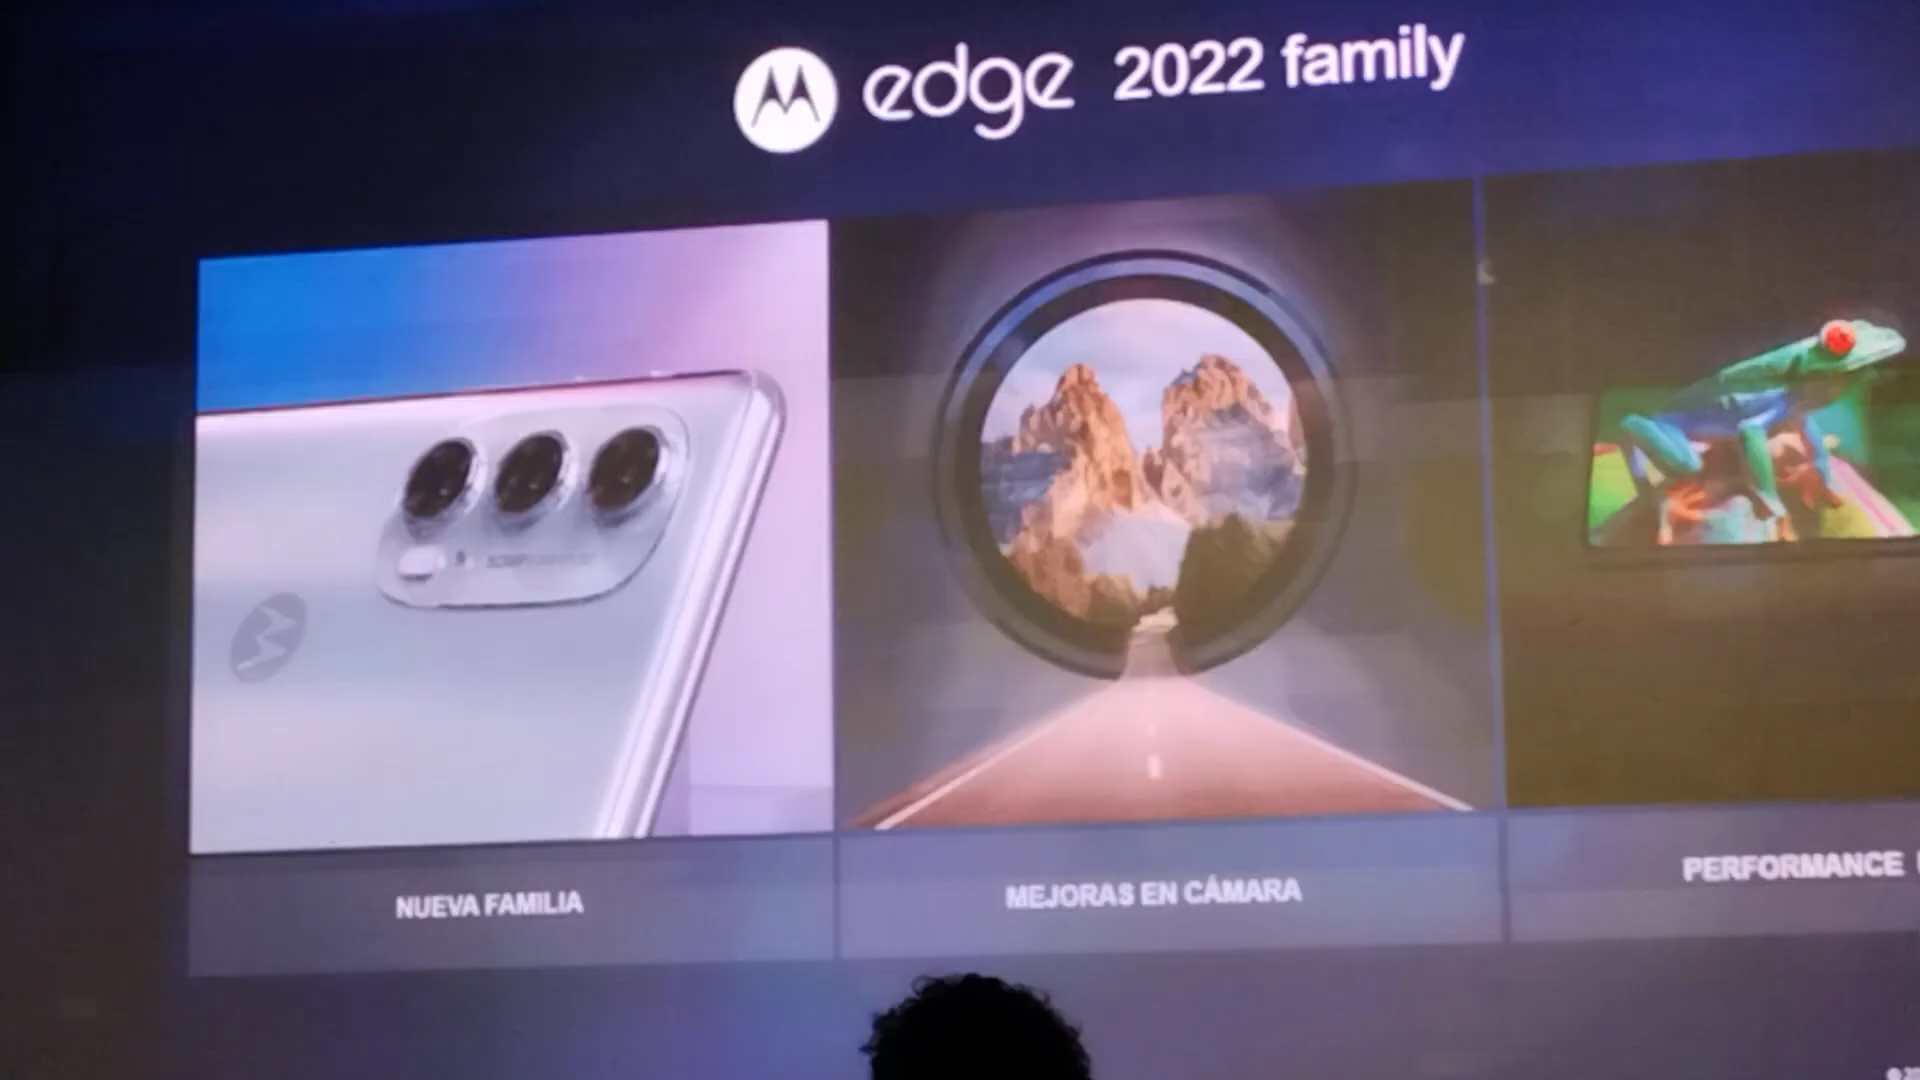 edge 2022 family
NUEVA FAMILIA
MEJORAS EN CÁMARA
PERFORMANCE